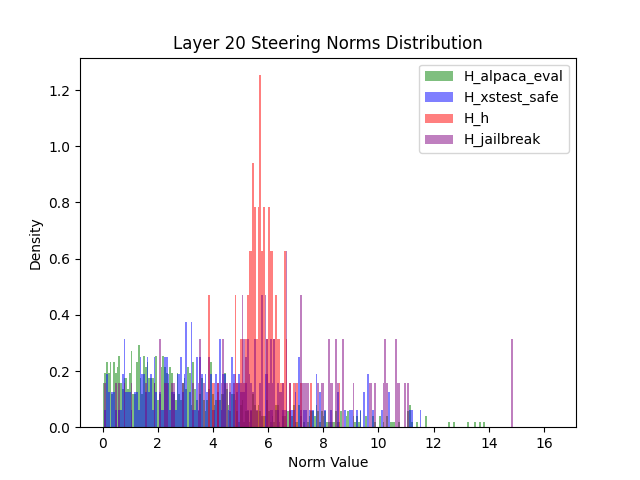 Layer 20 Steering Norms Distribution
H_alpaca_eval
H_xstest_safe
H_h
H_jailbreak
Density
1.2
1.0
0.8
0.6
0.4
0.2
0.0
0 2 4 6 8 10 12 14 16
Norm Value